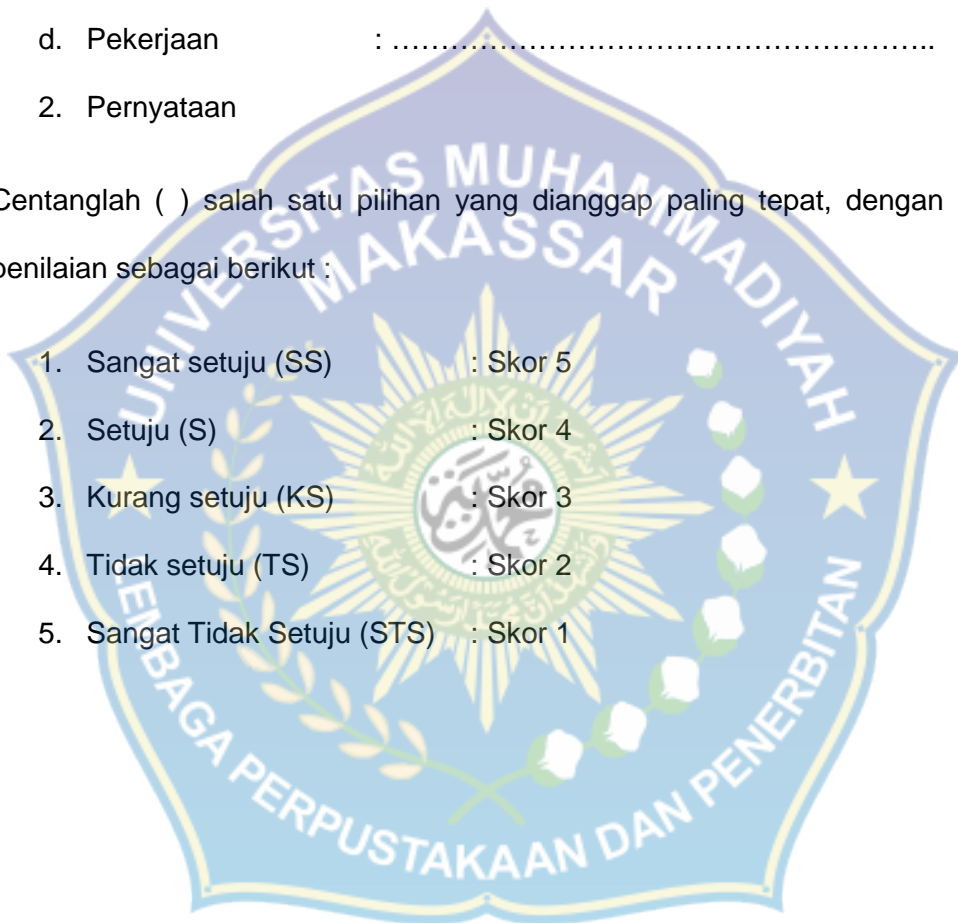 d. Pekerjaan : …………………………………………………..
2. Pernyataan
Centanglah ( ) salah satu pilihan yang dianggap paling tepat, dengan
penilaian sebagai berikut :
1. Sangat setuju (SS) : Skor 5
2. Setuju (S) : Skor 4
3. Kurang setuju (KS) : Skor 3
4. Tidak setuju (TS) : Skor 2
5. Sangat Tidak Setuju (STS) : Skor 1
UNIVERSITAS MUHAMMADIYAH
MAKASSAR
LEMBAGA PERPUSTAKAAN DAN PENERBITAN